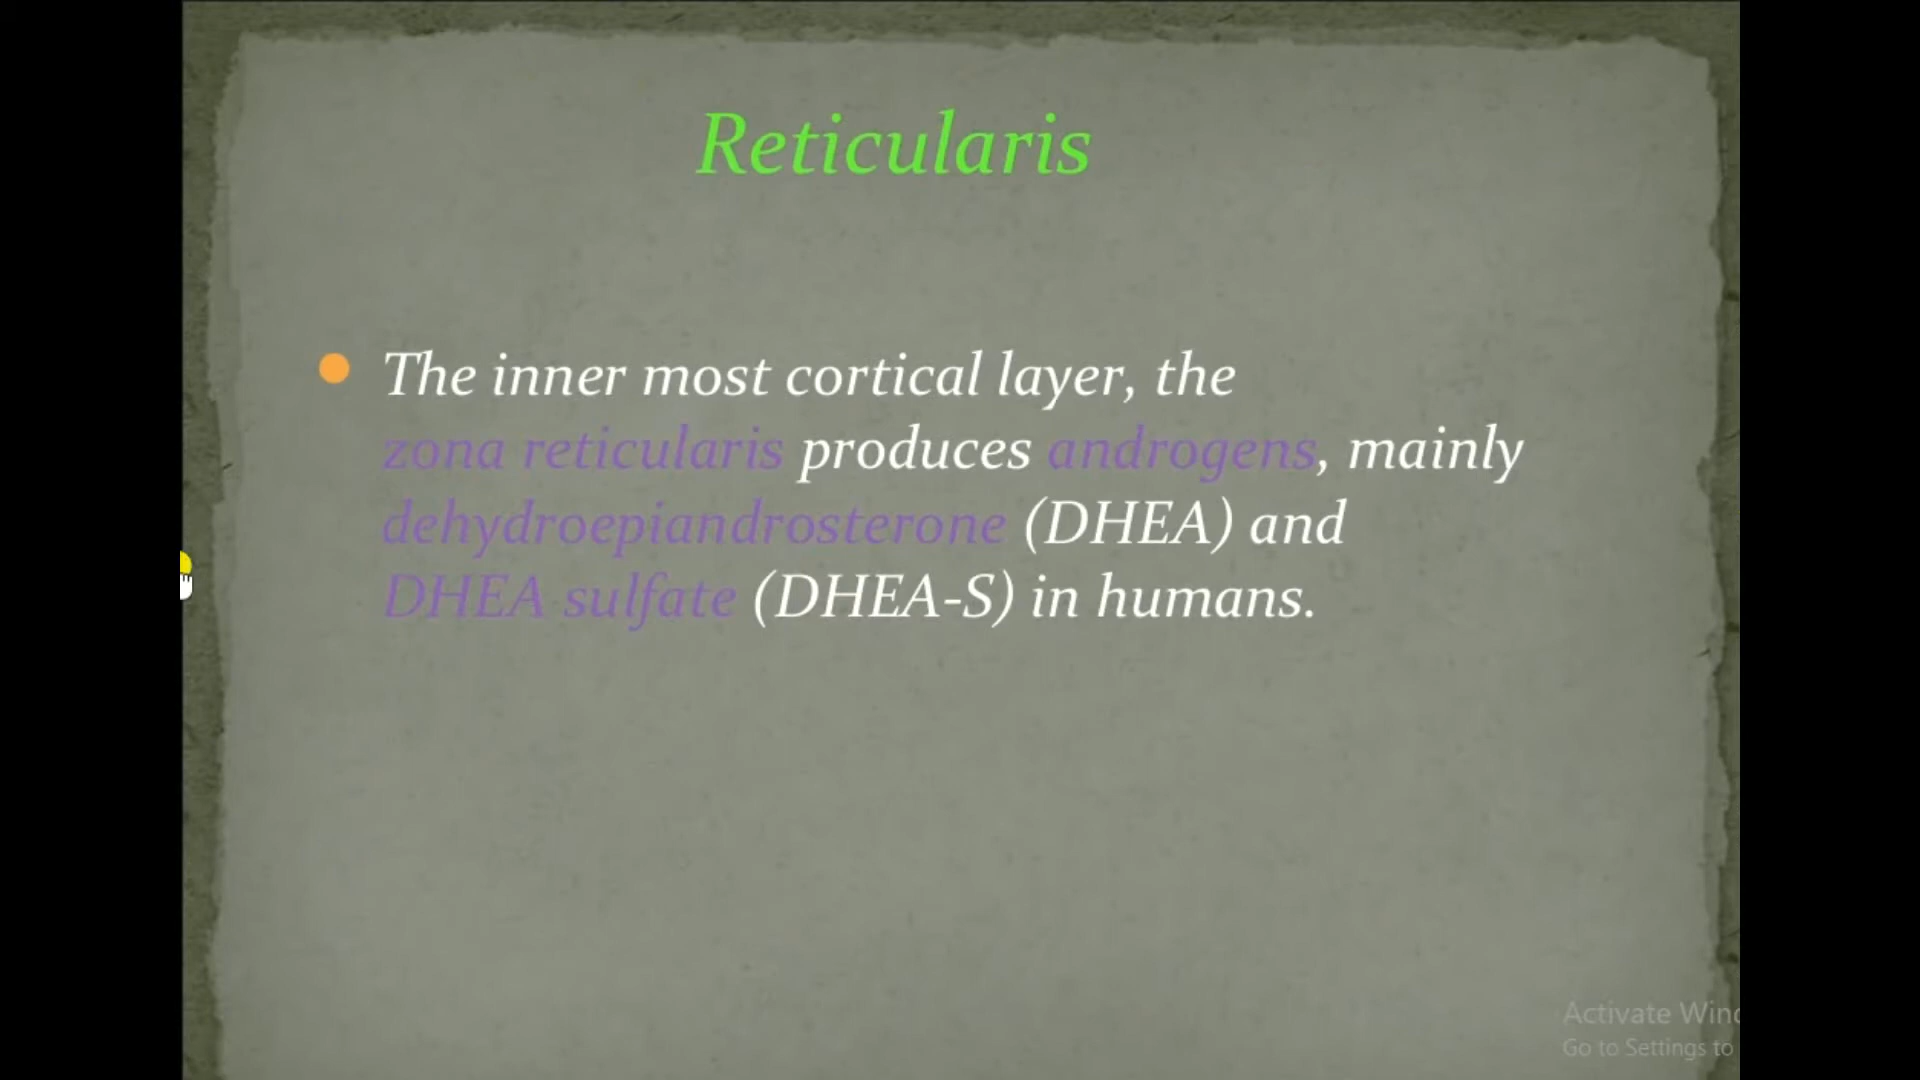 Reticularis
The inner most cortical layer, the
zona reticularis produces androgens, mainly
dehydroepiandrosterone (DHEA) and
DHEA sulfate (DHEA-S) in humans.
Activate Win
Go to Settings to